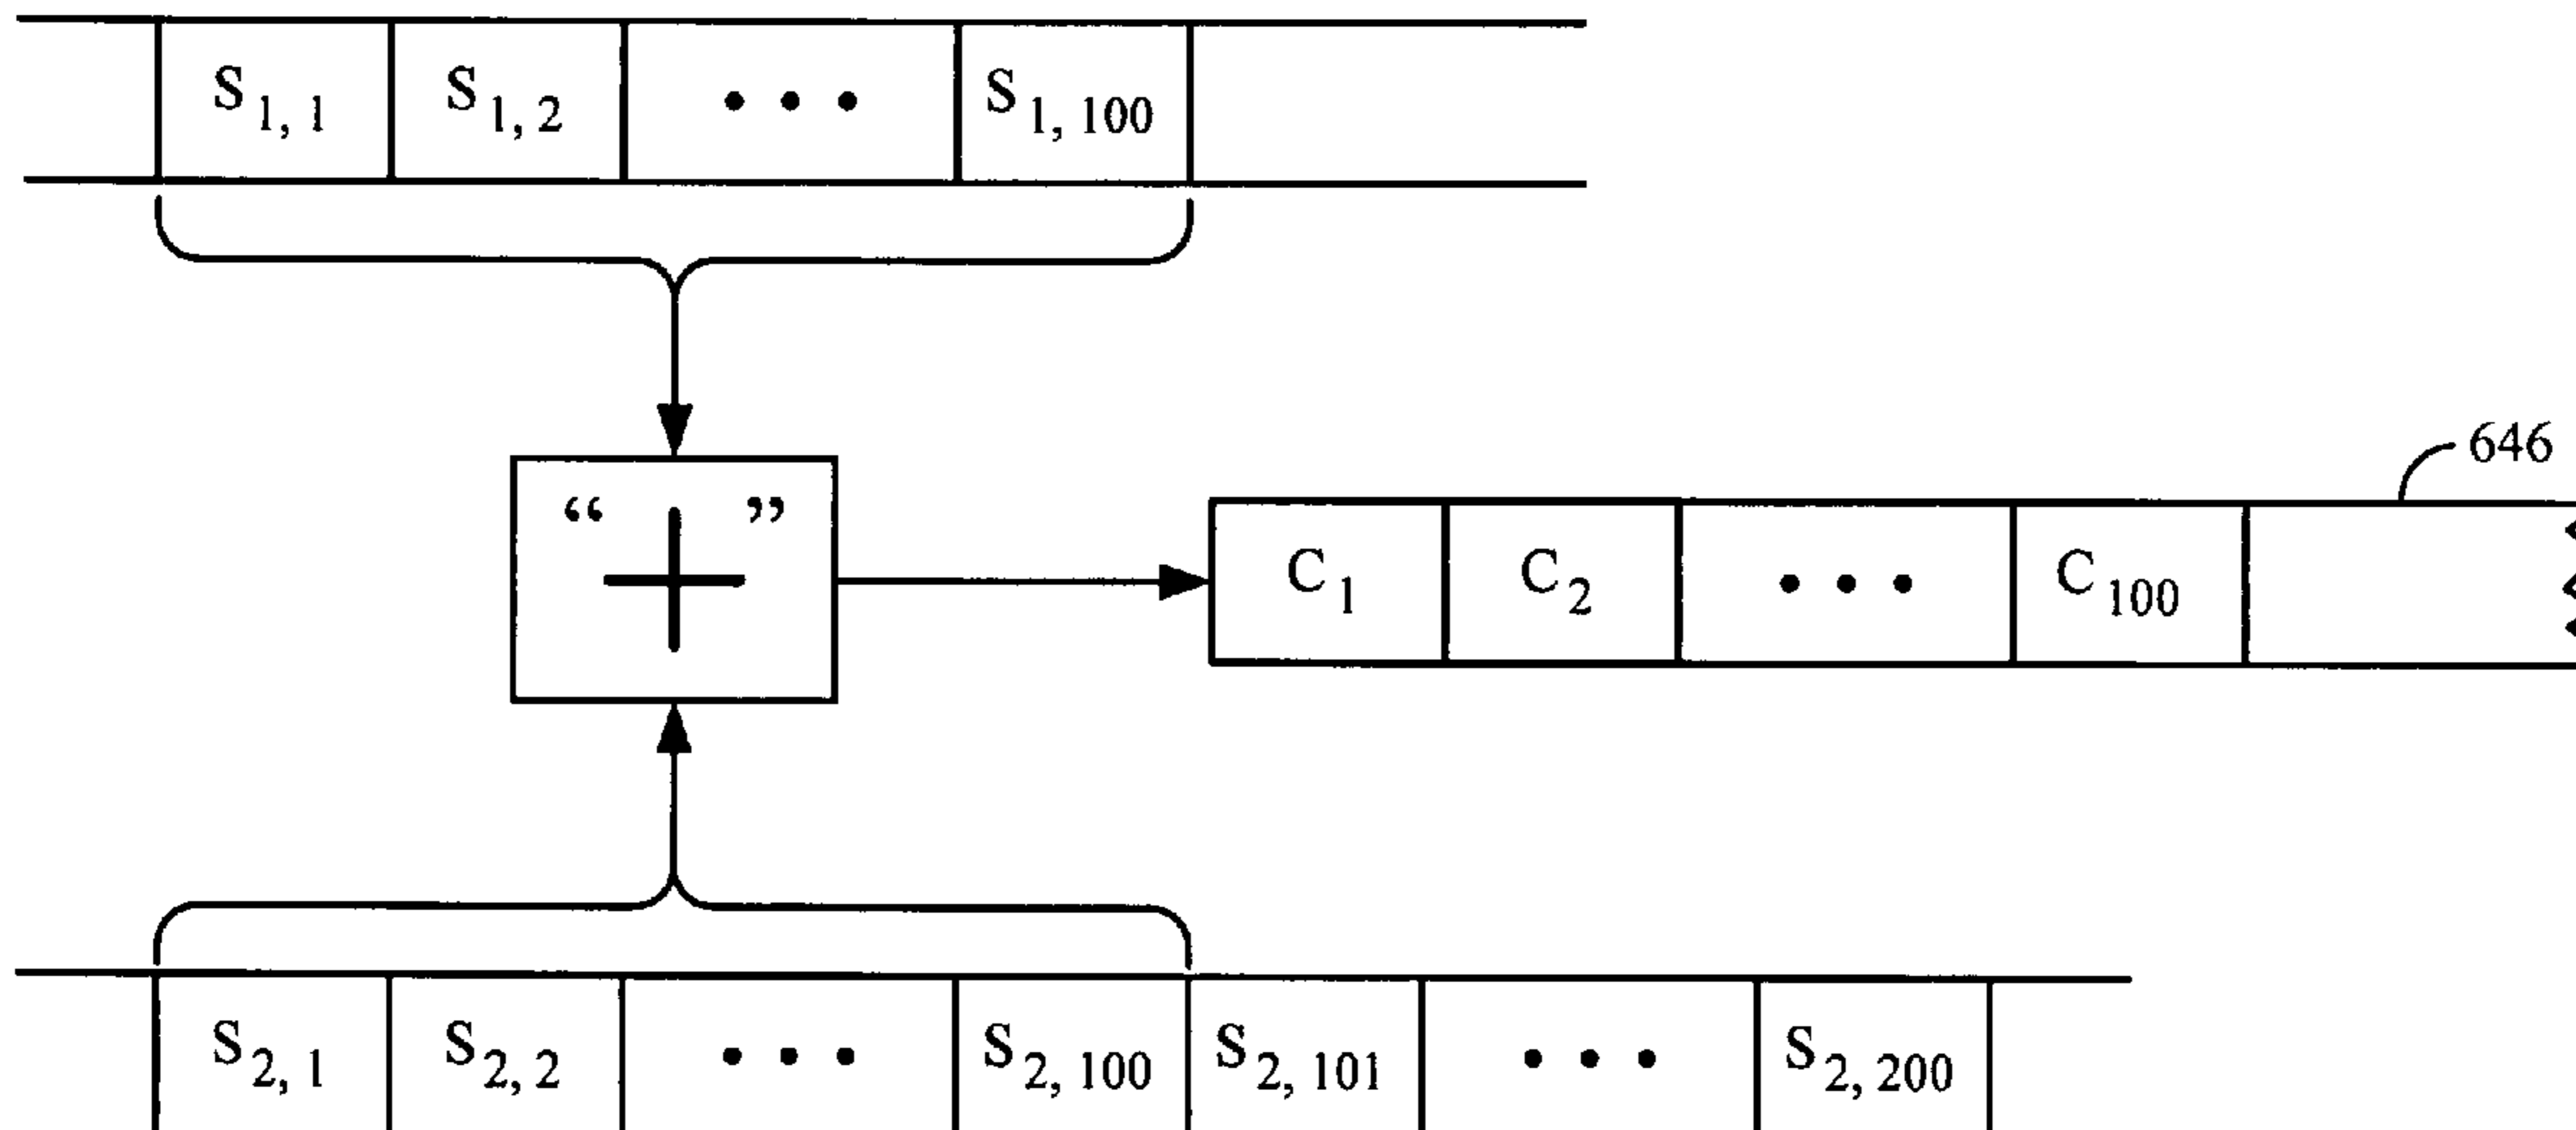 S1, 1 S1, 2 • • • S1, 100
646
“ + ”
C1 C2 • • • C100
S2, 1 S2, 2 • • • S2, 100 S2, 101 • • • S2, 200